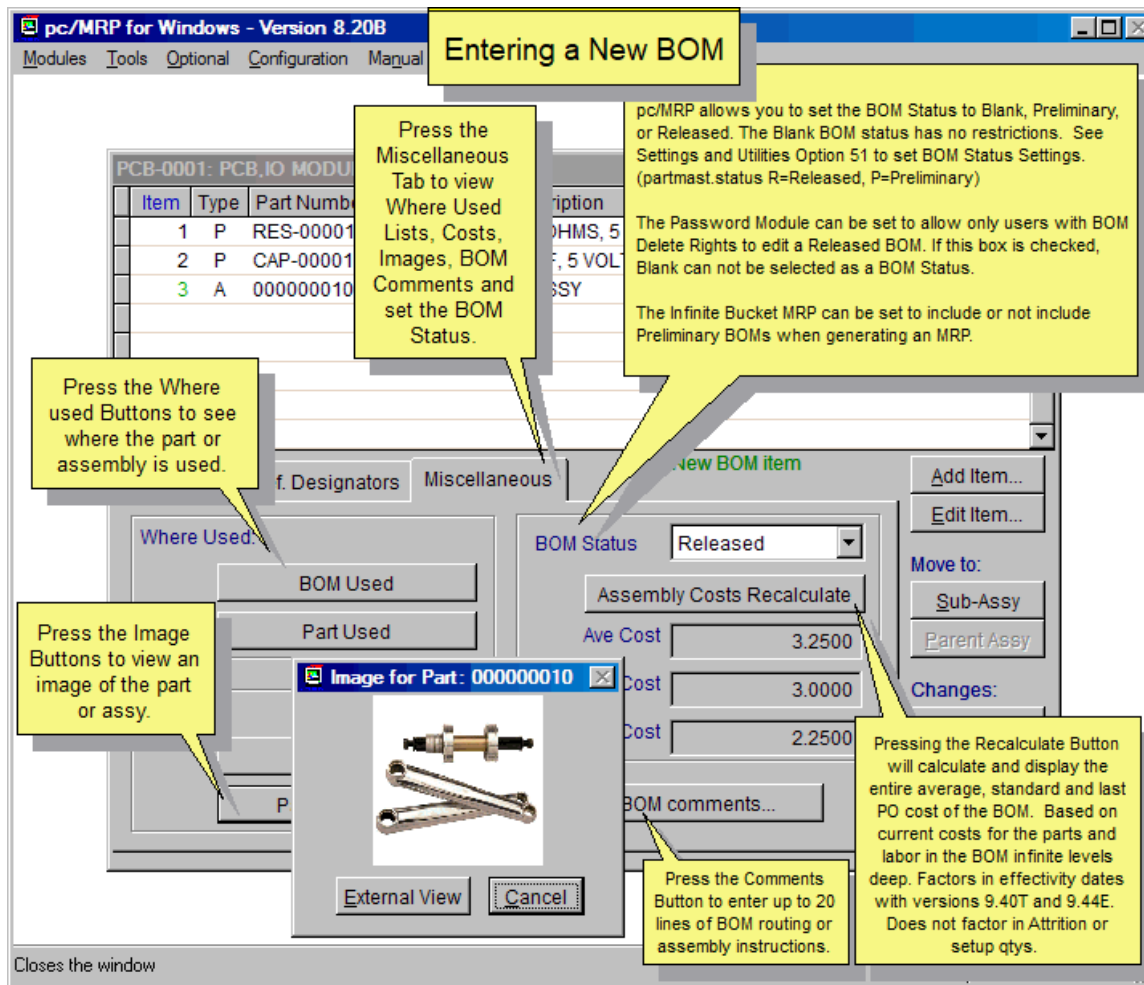 pc/MRP for Windows - Version 8.20B
Entering a New BOM
Modules Tools Optional Configuration Manual
pc/MRP allows you to set the BOM Status to Blank, Preliminary,
or Released. The Blank BOM status has no restrictions. See
Settings and Utilities Option 51 to set BOM Status Settings.
(partmast.status R=Released, P=Preliminary)
The Password Module can be set to allow only users with BOM
Delete Rights to edit a Released BOM. If this box is checked,
Blank can not be selected as a BOM Status.
The Infinite Bucket MRP can be set to include or not include
Preliminary BOMs when generating an MRP.
Press the
Miscellaneous
Tab to view
Where Used
Lists, Costs,
Images, BOM
Comments and
set the BOM
Status.
PCB-0001: PCB,IO MODU
Item Type Part Numbe ription
1 P RES-00001 OHMS, 5
2 P CAP-00001 F, 5 VOLT
3 A 000000010 SSY
Press the Where
used Buttons to see
where the part or
assembly is used.
f. Designators Miscellaneous
New BOM item
Add Item...
Edit Item...
Where Used:
BOM Status Released
Move to:
BOM Used
Assembly Costs Recalculate
Sub-Assy
Part Used
Ave Cost 3.2500
Parent Assy
Press the Image
Buttons to view an
image of the part
or assy.
Image for Part: 000000010
Cost 3.0000
Changes:
Cost 2.2500
P
BOM comments...
External View Cancel
Pressing the Recalculate Button
will calculate and display the
entire average, standard and last
PO cost of the BOM. Based on
current costs for the parts and
labor in the BOM infinite levels
deep. Factors in effectivity dates
with versions 9.40T and 9.44E.
Does not factor in Attrition or
setup qtys.
Press the Comments
Button to enter up to 20
lines of BOM routing or
assembly instructions.
Closes the window